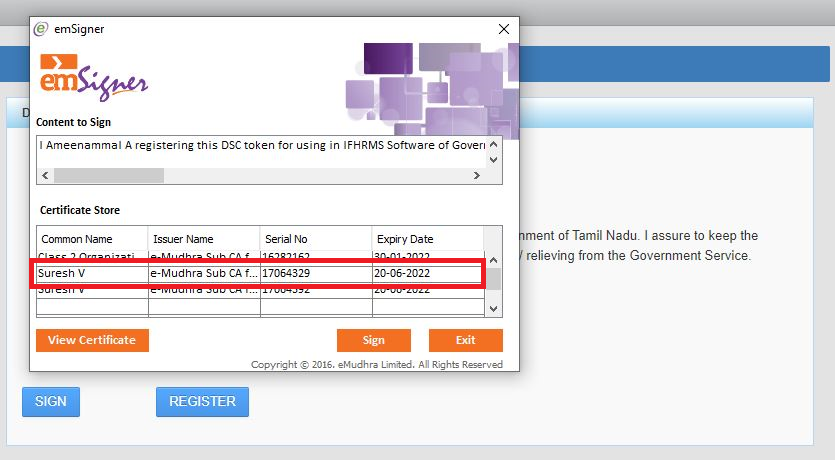 emSigner
emSigner
D
Content to Sign
I Ameenammal A registering this DSC token for using in IFHRMS Software of Govern
Certificate Store
Common Name Issuer Name Serial No Expiry Date
Class 2 Organizati... e-Mudhra Sub CA f... 16282162 30-01-2022
Suresh V e-Mudhra Sub CA f... 17064329 20-06-2022
Suresh V e-Mudhra Sub CA f... 17064392 20-06-2022
nment of Tamil Nadu. I assure to keep the
/ relieving from the Government Service.
View Certificate Sign Exit
Copyright © 2016. eMudhra Limited. All Rights Reserved
SIGN REGISTER